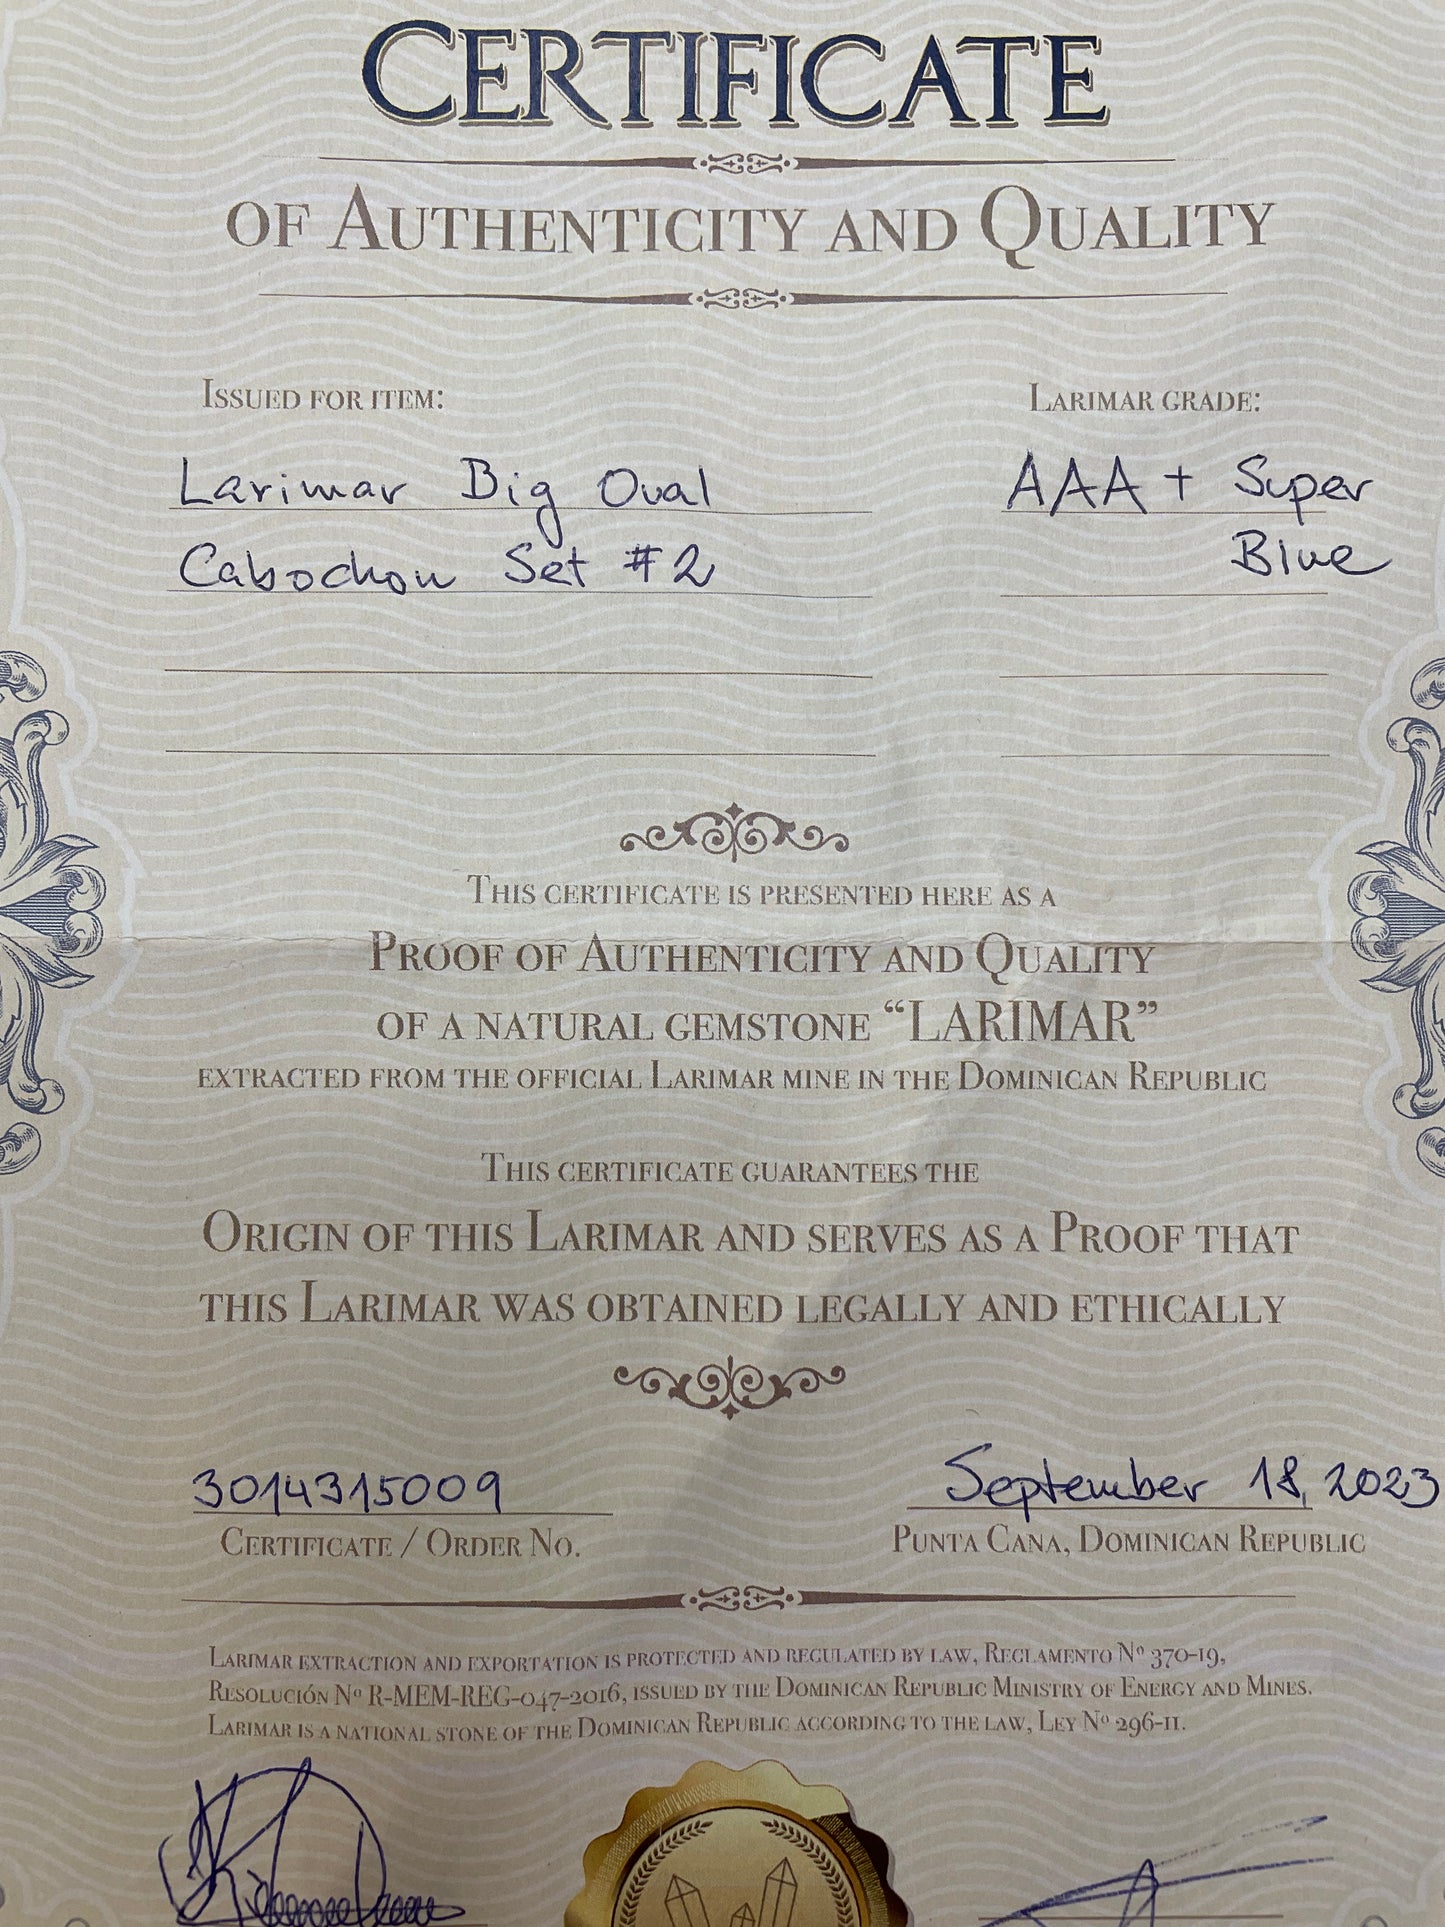 CERTIFICATE
OF AUTHENTICITY AND QUALITY
ISSUED FOR ITEM:
LARIMAR GRADE:
Larimar Big Oval
AAA + Super
Cabochon Set #2
Blue
THIS CERTIFICATE IS PRESENTED HERE AS A
PROOF OF AUTHENTICITY AND QUALITY
OF A NATURAL GEMSTONE “LARIMAR”
EXTRACTED FROM THE OFFICIAL LARIMAR MINE IN THE DOMINICAN REPUBLIC
THIS CERTIFICATE GUARANTEES THE
ORIGIN OF THIS LARIMAR AND SERVES AS A PROOF THAT
THIS LARIMAR WAS OBTAINED LEGALLY AND ETHICALLY
3014315009
September 18, 2023
CERTIFICATE / ORDER NO.
PUNTA CANA, DOMINICAN REPUBLIC
LARIMAR EXTRACTION AND EXPORTATION IS PROTECTED AND REGULATED BY LAW, REGLAMENTO Nº 370-19,
RESOLUCIÓN Nº R-MEM-REG-047-2016, ISSUED BY THE DOMINICAN REPUBLIC MINISTRY OF ENERGY AND MINES.
LARIMAR IS A NATIONAL STONE OF THE DOMINICAN REPUBLIC ACCORDING TO THE LAW, LEY Nº 296-11.